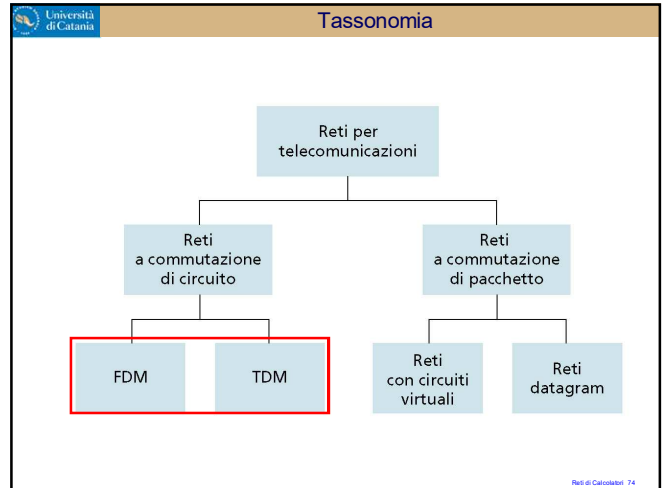 Università
di Catania
Tassonomia
Reti per
telecomunicazioni
Reti
a commutazione
di circuito
Reti
a commutazione
di pacchetto
FDM
TDM
Reti
con circuiti
virtuali
Reti
datagram
Reti di Calcolatori 74